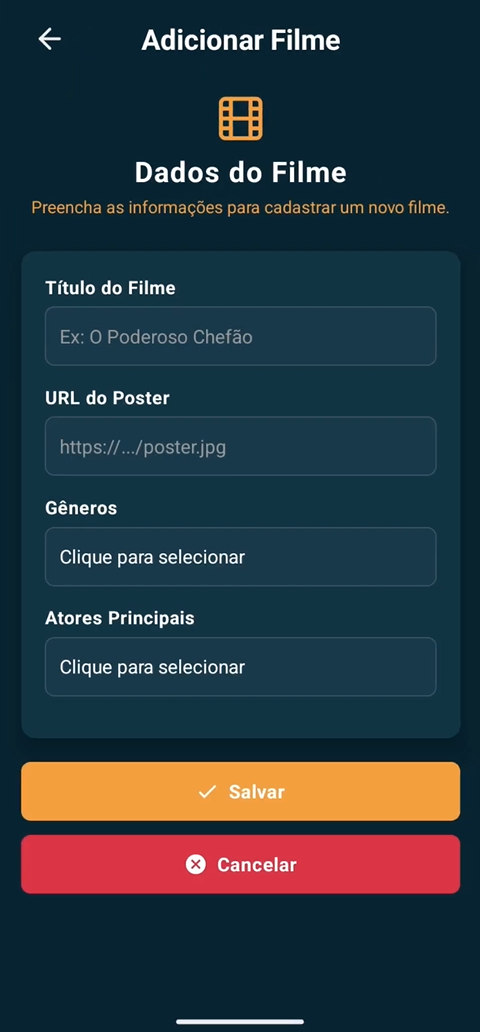 Adicionar Filme
Dados do Filme
Preencha as informações para cadastrar um novo filme.
Título do Filme
Ex: O Poderoso Chefão
URL do Poster
https://.../poster.jpg
Gêneros
Clique para selecionar
Atores Principais
Clique para selecionar
Salvar
Cancelar